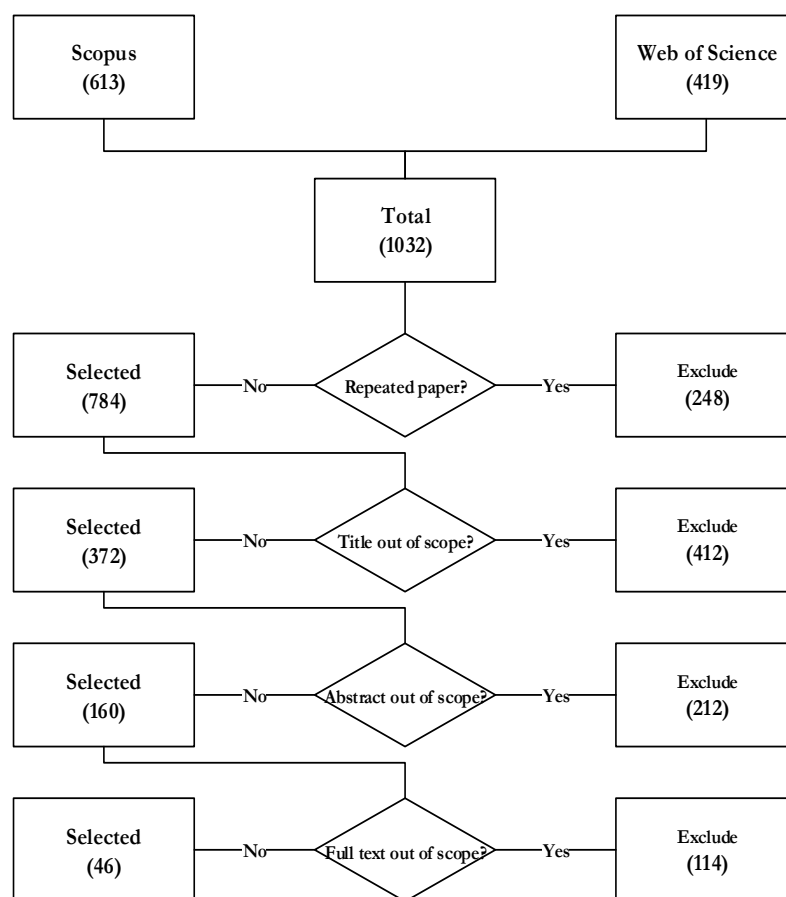 Scopus
(613)
Web of Science
(419)
Total
(1032)
Selected
(784)
No
Repeated paper?
Yes
Exclude
(248)
Selected
(372)
No
Title out of scope?
Yes
Exclude
(412)
Selected
(160)
No
Abstract out of scope?
Yes
Exclude
(212)
Selected
(46)
No
Full text out of scope?
Yes
Exclude
(114)